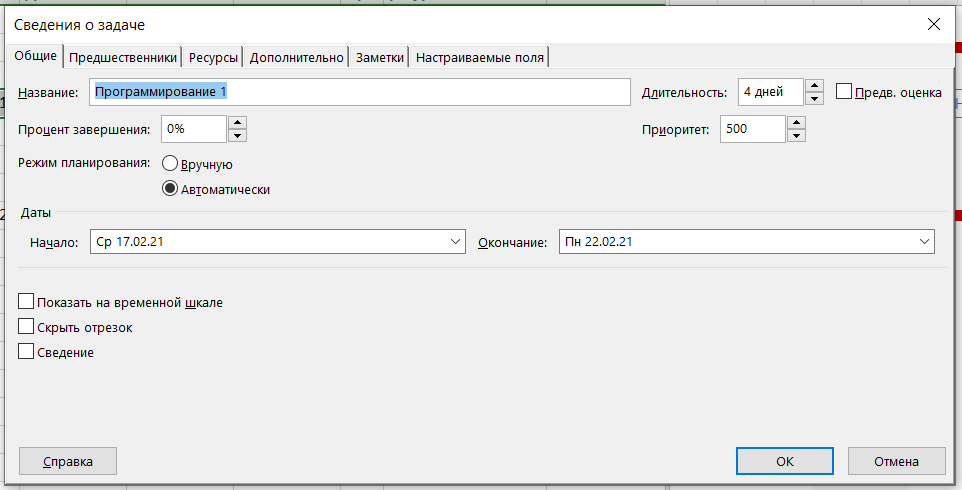 Сведения о задаче
Общие Предшественники Ресурсы Дополнительно Заметки Настраиваемые поля
Название: Программирование 1 Длительность: 4 дней Предв. оценка
Процент завершения: 0% Приоритет: 500
Режим планирования: Вручную
Автоматически
Даты
Начало: Ср 17.02.21 Окончание: Пн 22.02.21
Показать на временной шкале
Скрыть отрезок
Сведение
Справка OK Отмена